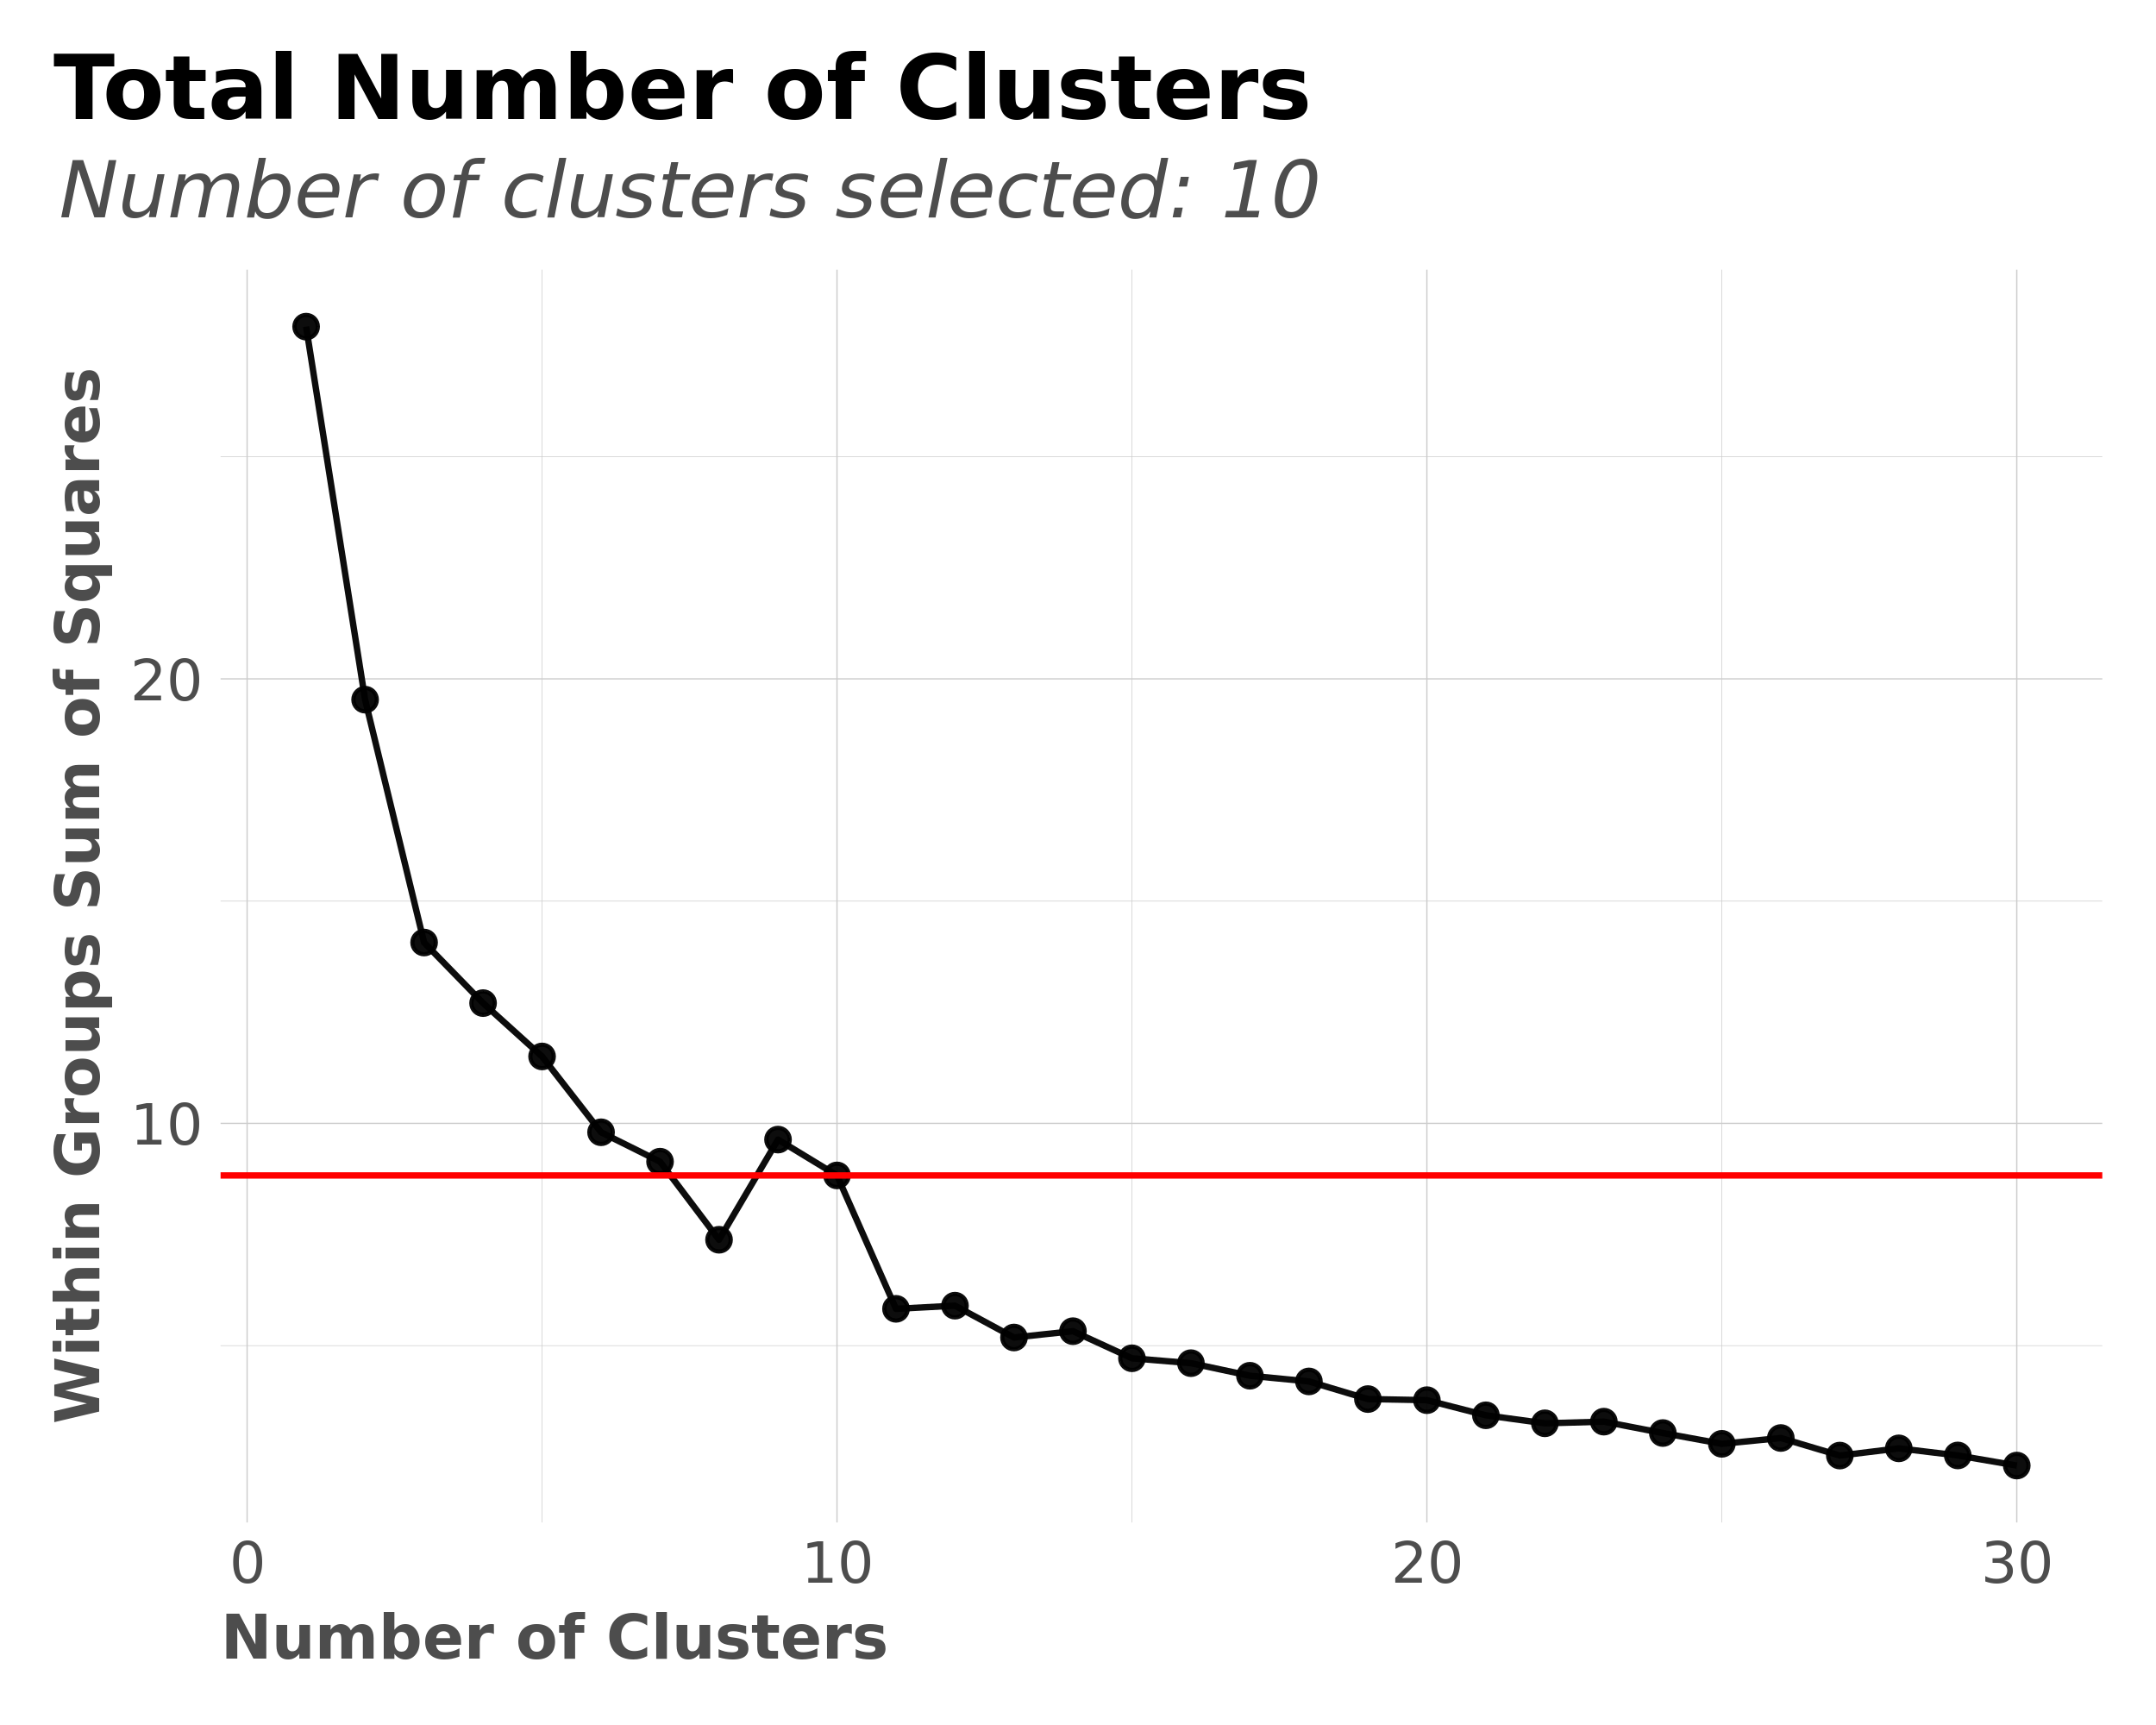 Total Number of Clusters
Number of clusters selected: 10
Within Groups Sum of Squares
20
10
0
10
20
30
Number of Clusters